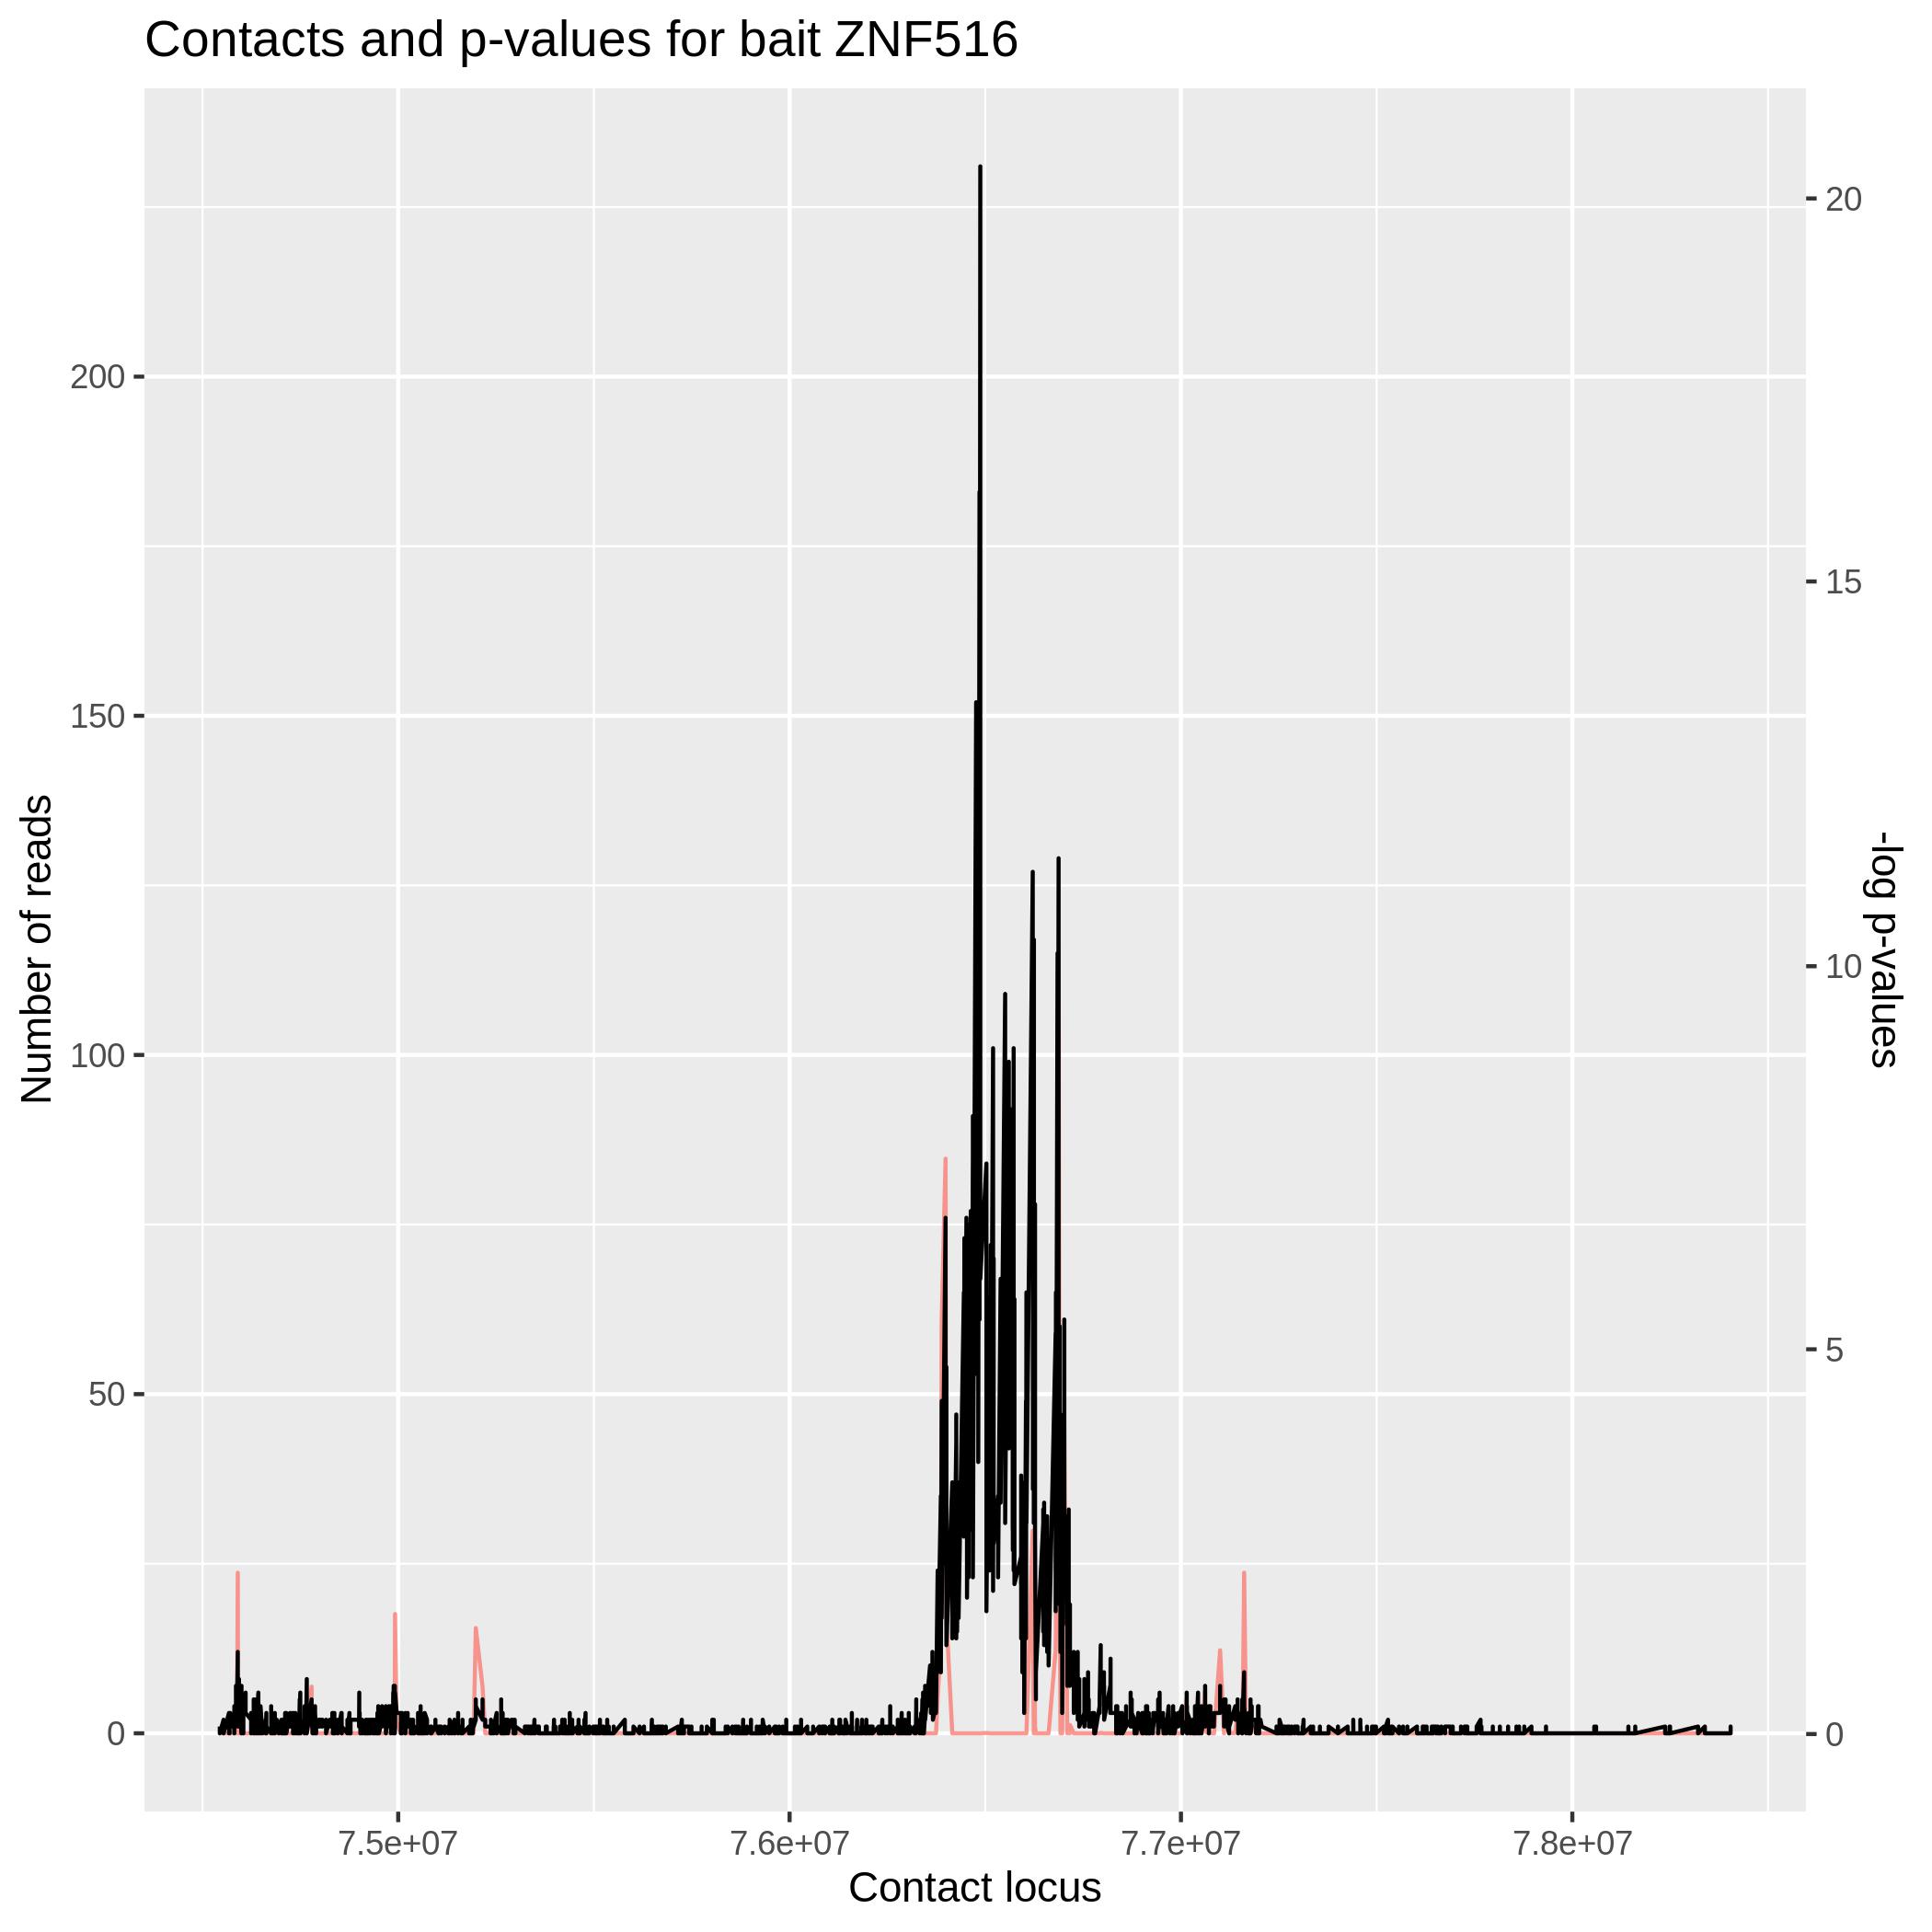 Contacts and p-values for bait ZNF516
Number of reads
200
150
100
50
0
20
15
10
5
0
-log p-values
7.5e+07 7.6e+07 7.7e+07 7.8e+07
Contact locus